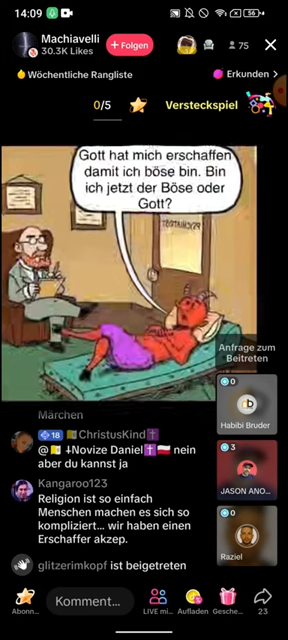 14:09
56
Machiavelli
30.3K Likes
+ Folgen
75
Wöchentliche Rangliste
Erkunden >
0/5
Versteckspiel
Gott hat mich erschaffen
damit ich böse bin. Bin
ich jetzt der Böse oder
Gott?
Anfrage zum
Beitreten
0
Habibi Bruder
3
JASON ANO...
0
Raziel
Märchen
18 ChristusKind
@ Novize Daniel nein
aber du kannst ja
Kangaroo123
Religion ist so einfach
Menschen machen es sich so
kompliziert... wir haben einen
Erschaffer akzep.
glitzerimkopf ist beigetreten
Abonn...
Komment...
LIVE mi...
Aufladen
Gesche...
23